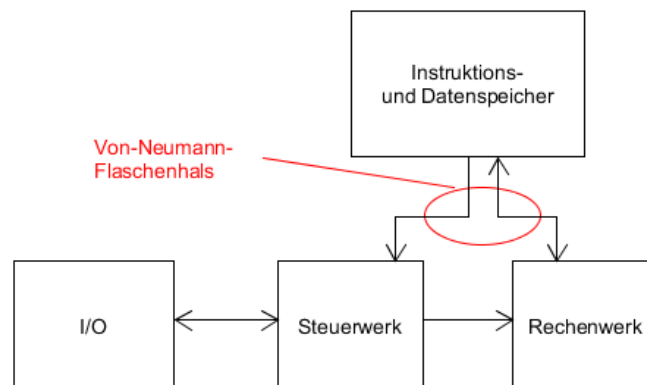 Instruktions-
und Datenspeicher
Von-Neumann-
Flaschenhals
I/O
Steuerwerk
Rechenwerk